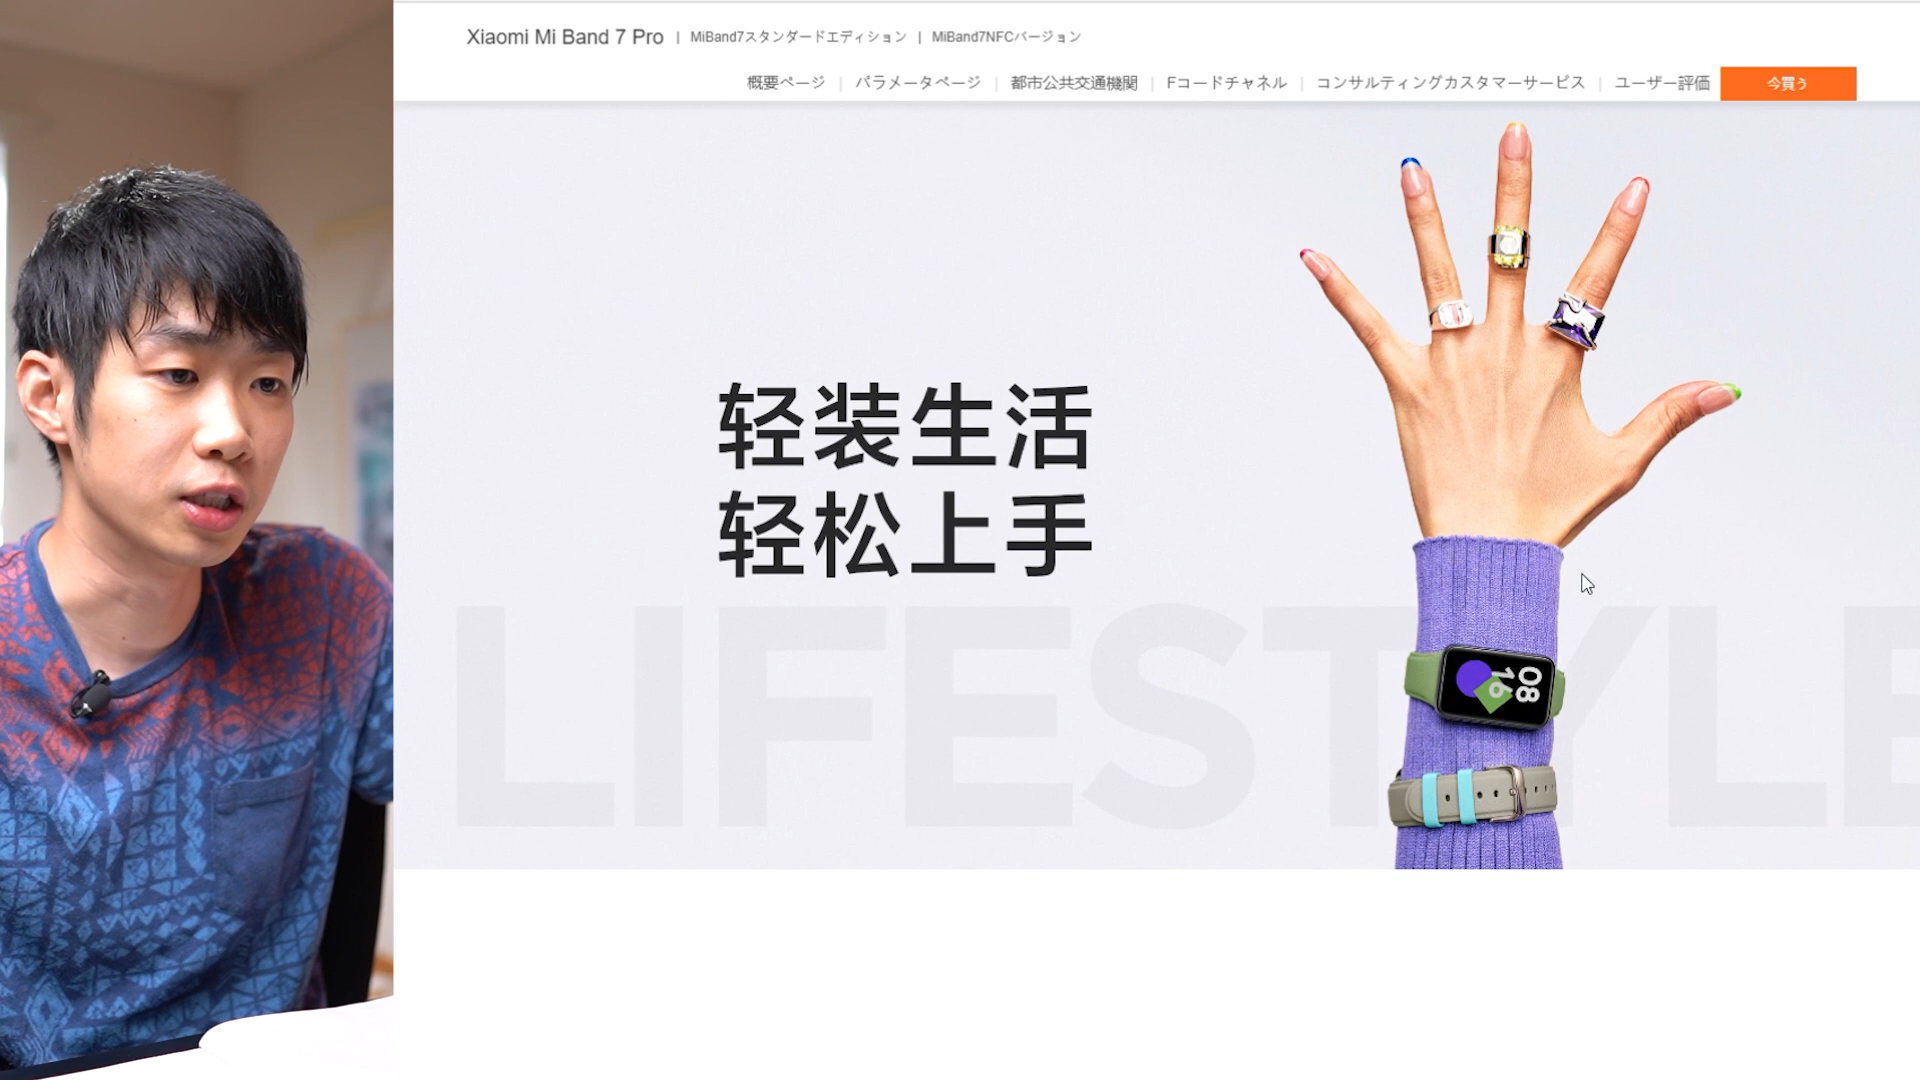 Xiaomi Mi Band 7 Pro | MiBand7スタンダードエディション | MiBand7NFCバージョン
概要ページ | パラメータページ | 都市公共交通機関 | Fコードチャネル | コンサルティングカスタマーサービス | ユーザー評価 今買う
轻装生活
轻松上手
LIFESTYLE
08
16